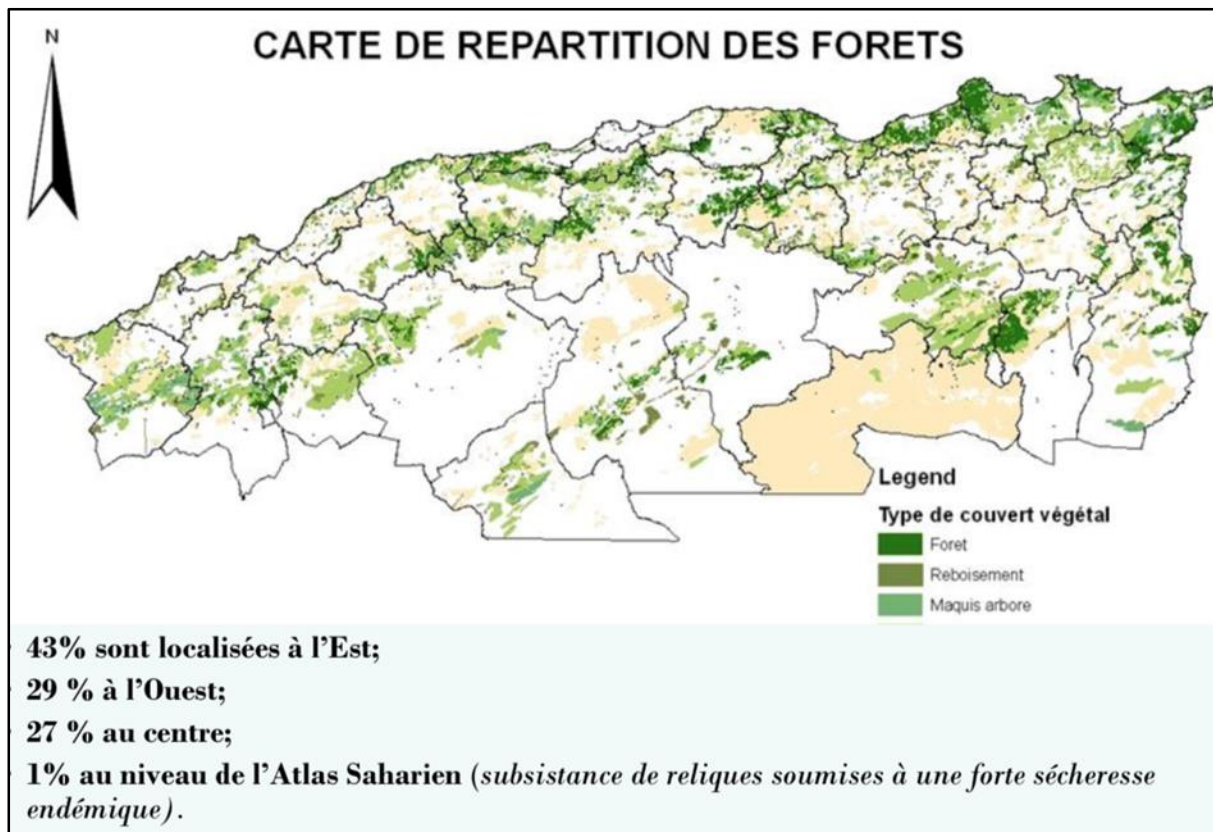 N
CARTE DE REPARTITION DES FORETS
Legend
Type de couvert végétal
Foret
Reboisement
Maquis arbore
43% sont localisées à l'Est;
29 % à l'Ouest;
27 % au centre;
1% au niveau de l'Atlas Saharien (subsistance de reliques soumises à une forte sécheresse
endémique).